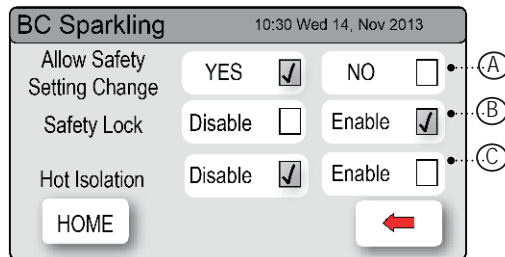 BC Sparkling 10:30 Wed 14, Nov 2013
Allow Safety Setting Change YES NO A
Safety Lock Disable Enable B
Hot Isolation Disable Enable C
HOME